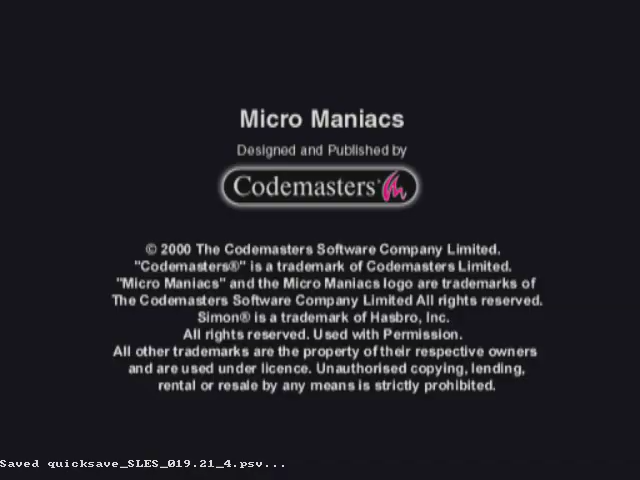 Micro Maniacs
Designed and Published by
Codemasters
© 2000 The Codemasters Software Company Limited.
"Codemasters®" is a trademark of Codemasters Limited.
"Micro Maniacs" and the Micro Maniacs logo are trademarks of
The Codemasters Software Company Limited All rights reserved.
Simon® is a trademark of Hasbro, Inc.
All rights reserved. Used with Permission.
All other trademarks are the property of their respective owners
and are used under licence. Unauthorised copying, lending,
rental or resale by any means is strictly prohibited.
Saved quicksave_SLES_019.21_4.psv...